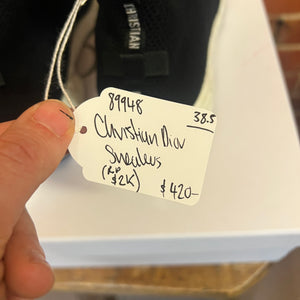 CHRISTIAN
89948 38.5
Christian Dior
Sneakers
(R.P
$2K) $420-